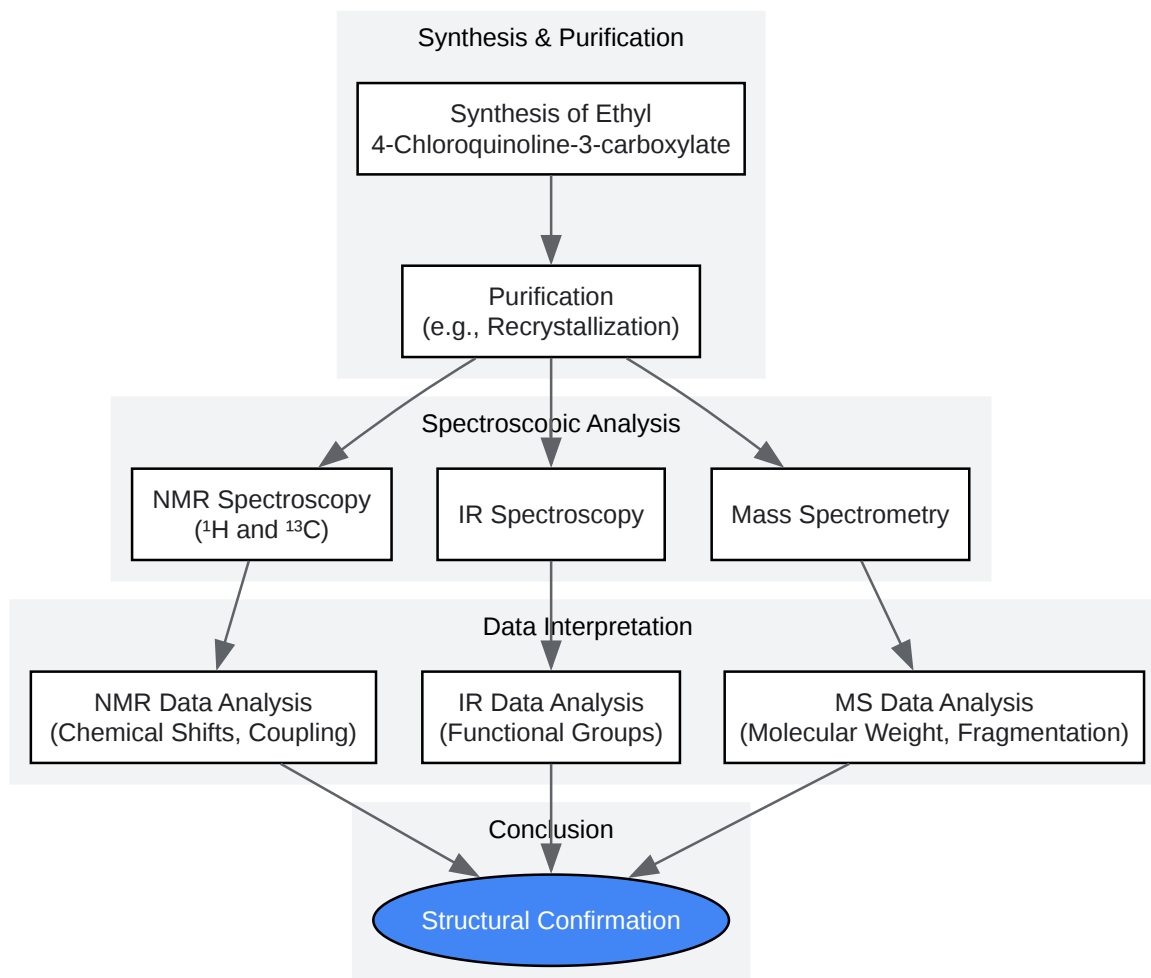 Synthesis & Purification
Synthesis of Ethyl
4-Chloroquinoline-3-carboxylate
Purification
(e.g., Recrystallization)
Spectroscopic Analysis
NMR Spectroscopy
(¹H and ¹³C)
IR Spectroscopy
Mass Spectrometry
Data Interpretation
NMR Data Analysis
(Chemical Shifts, Coupling)
IR Data Analysis
(Functional Groups)
MS Data Analysis
(Molecular Weight, Fragmentation)
Conclusion
Structural Confirmation